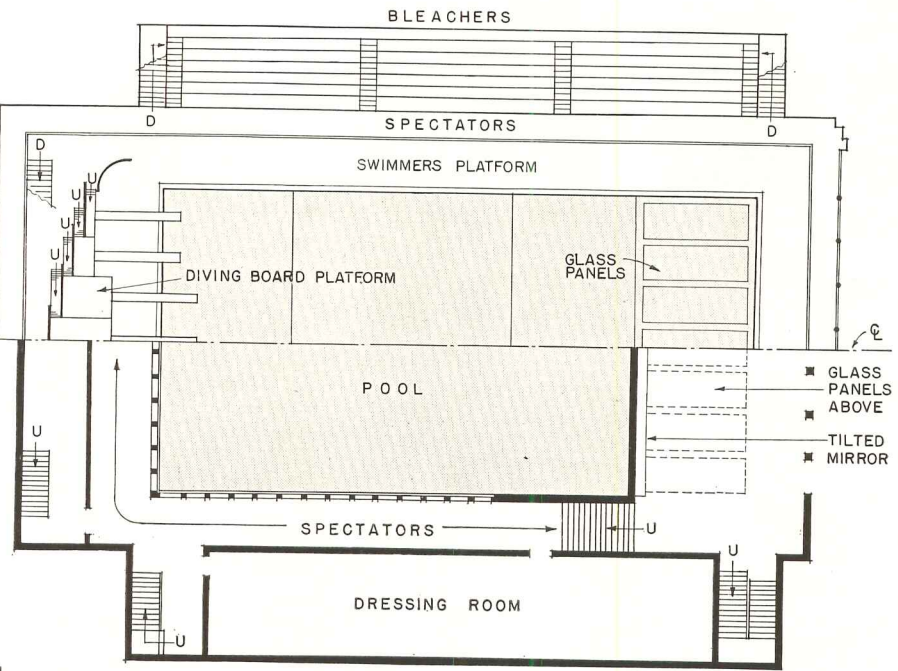 BLEACHERS
D
SPECTATORS
D
D
SWIMMERS PLATFORM
U
U
U
U
GLASS
PANELS
DIVING BOARD PLATFORM
℄
POOL
GLASS
PANELS
ABOVE
U
TILTED
MIRROR
SPECTATORS
U
U
DRESSING ROOM
U